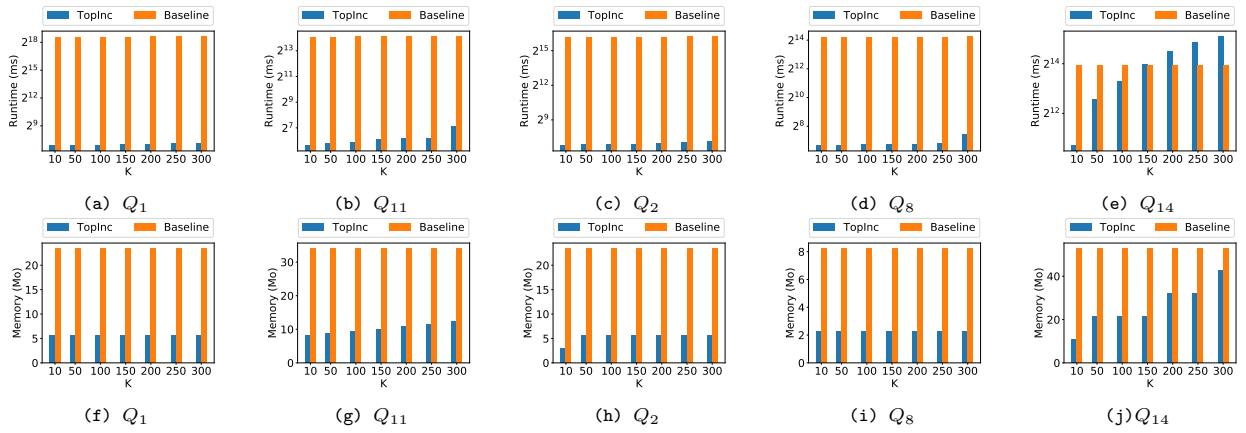 TopInc Baseline
Runtime (ms)
2^18
2^15
2^12
2^9
10 50 100 150 200 250 300
K
(a) Q_1
TopInc Baseline
Runtime (ms)
2^13
2^11
2^9
2^7
10 50 100 150 200 250 300
K
(b) Q_11
TopInc Baseline
Runtime (ms)
2^15
2^12
2^9
10 50 100 150 200 250 300
K
(c) Q_2
TopInc Baseline
Runtime (ms)
2^14
2^12
2^10
2^8
10 50 100 150 200 250 300
K
(d) Q_8
TopInc Baseline
Runtime (ms)
2^14
2^12
10 50 100 150 200 250 300
K
(e) Q_14
TopInc Baseline
Memory (Mo)
20
15
10
5
0
10 50 100 150 200 250 300
K
(f) Q_1
TopInc Baseline
Memory (Mo)
30
20
10
0
10 50 100 150 200 250 300
K
(g) Q_11
TopInc Baseline
Memory (Mo)
20
15
10
5
0
10 50 100 150 200 250 300
K
(h) Q_2
TopInc Baseline
Memory (Mo)
8
6
4
2
0
10 50 100 150 200 250 300
K
(i) Q_8
TopInc Baseline
Memory (Mo)
40
20
0
10 50 100 150 200 250 300
K
(j)Q_14